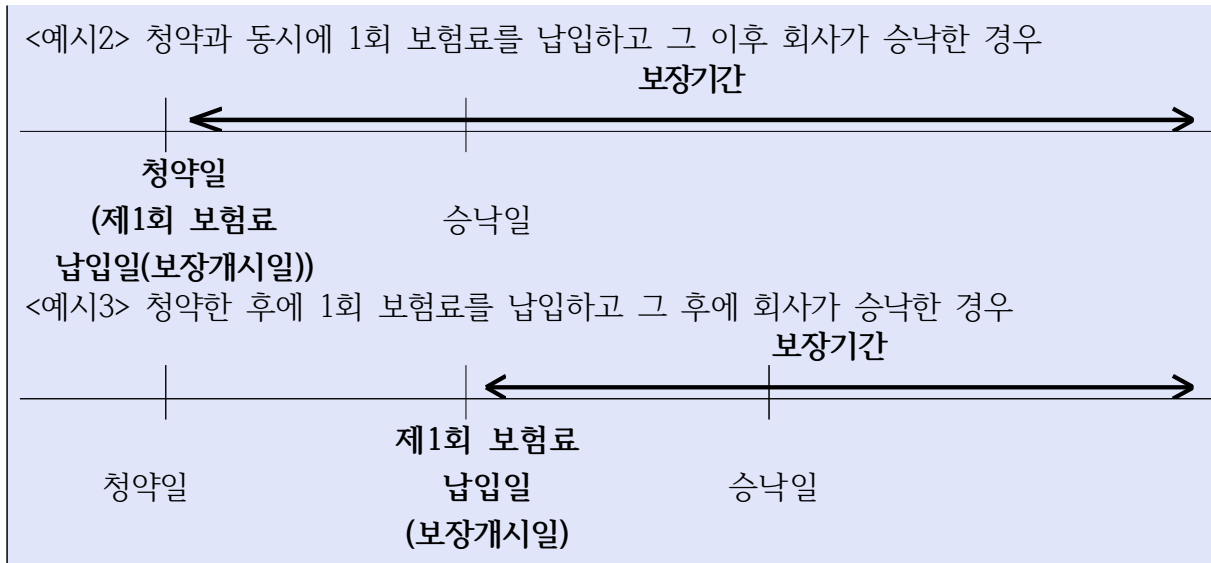 <예시2> 청약과 동시에 1회 보험료를 납입하고 그 이후 회사가 승낙한 경우
보장기간
청약일
(제1회 보험료
승낙일
납입일(보장개시일))
<예시3> 청약한 후에 1회 보험료를 납입하고 그 후에 회사가 승낙한 경우
보장기간
제1회 보험료
청약일
납입일
승낙일
(보장개시일)